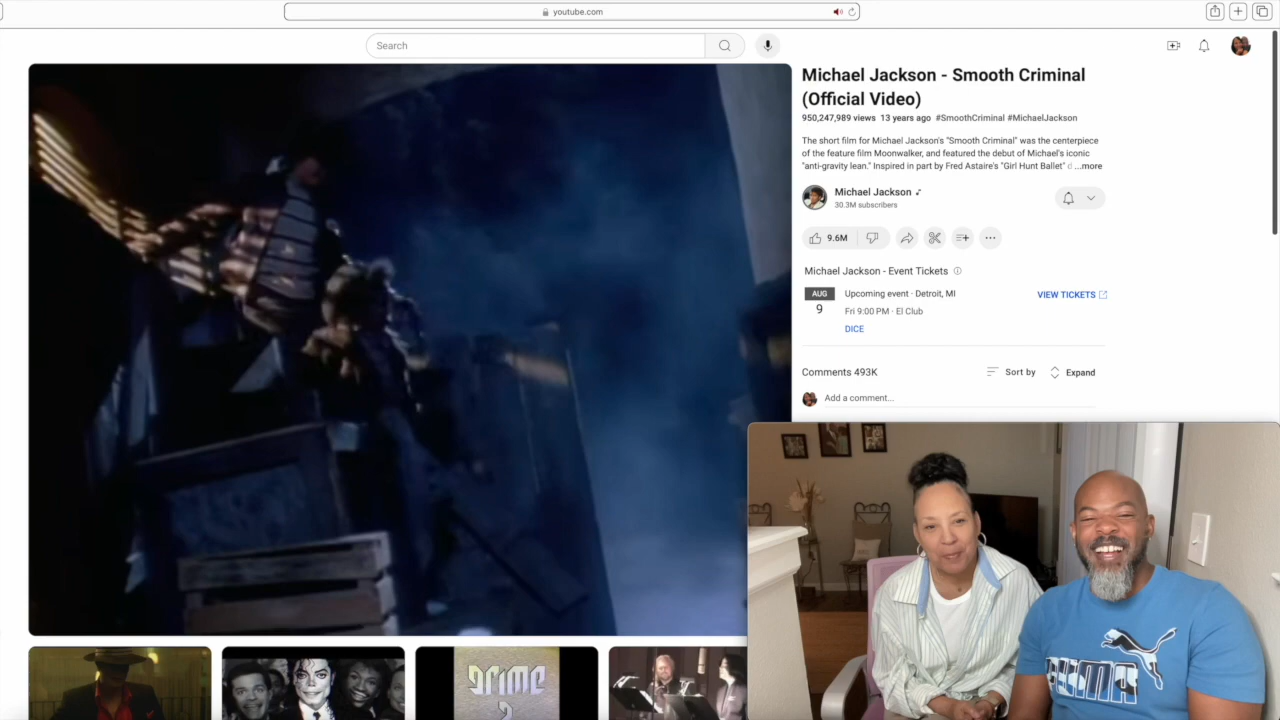 youtube.com
Search
Michael Jackson - Smooth Criminal
(Official Video)
950,247,989 views 13 years ago #SmoothCriminal #MichaelJackson
The short film for Michael Jackson's "Smooth Criminal" was the centerpiece
of the feature film Moonwalker, and featured the debut of Michael's iconic
"anti-gravity lean." Inspired in part by Fred Astaire's "Girl Hunt Ballet" ...more
Michael Jackson
30.3M subscribers
9.6M
Michael Jackson - Event Tickets
AUG
9
Upcoming event · Detroit, MI
Fri 9:00 PM · El Club
DICE
VIEW TICKETS
Comments 493K
Sort by
Expand
Add a comment...
PUMA